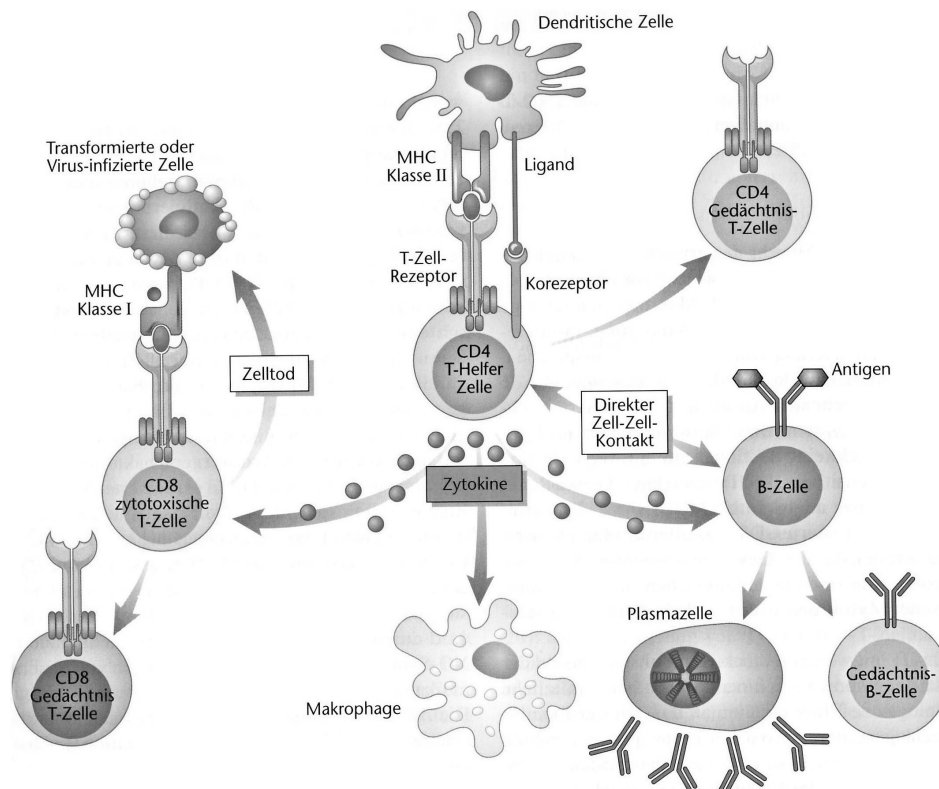 Dendritische Zelle
Transformierte oder
Virus-infizierte Zelle
MHC
Klasse II
Ligand
CD4
Gedächtnis-
T-Zelle
T-Zell-
Rezeptor
Korezeptor
MHC
Klasse I
Zelltod
CD4
T-Helfer
Zelle
Antigen
Direkter
Zell-Zell-
Kontakt
CD8
zytotoxische
T-Zelle
Zytokine
B-Zelle
Plasmazelle
CD8
Gedächtnis
T-Zelle
Gedächtnis-
B-Zelle
Makrophage